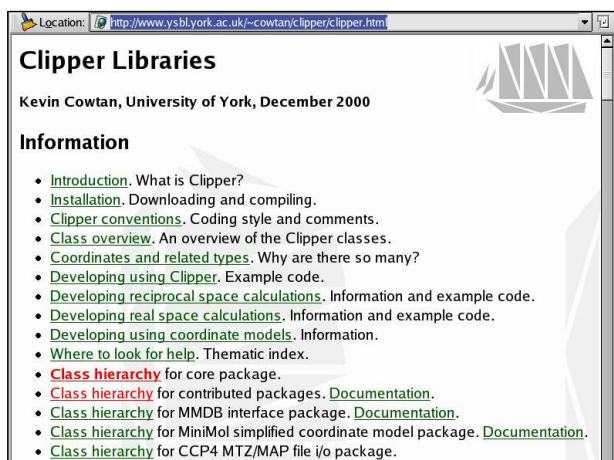 Location: http://www.ysbl.york.ac.uk/~cowtan/clipper/clipper.html
Clipper Libraries
Kevin Cowtan, University of York, December 2000
Information
Introduction. What is Clipper?
Installation. Downloading and compiling.
Clipper conventions. Coding style and comments.
Class overview. An overview of the Clipper classes.
Coordinates and related types. Why are there so many?
Developing using Clipper. Example code.
Developing reciprocal space calculations. Information and example code.
Developing real space calculations. Information and example code.
Developing using coordinate models. Information.
Where to look for help. Thematic index.
Class hierarchy for core package.
Class hierarchy for contributed packages. Documentation.
Class hierarchy for MMDB interface package. Documentation.
Class hierarchy for MiniMol simplified coordinate model package. Documentation.
Class hierarchy for CCP4 MTZ/MAP file i/o package.